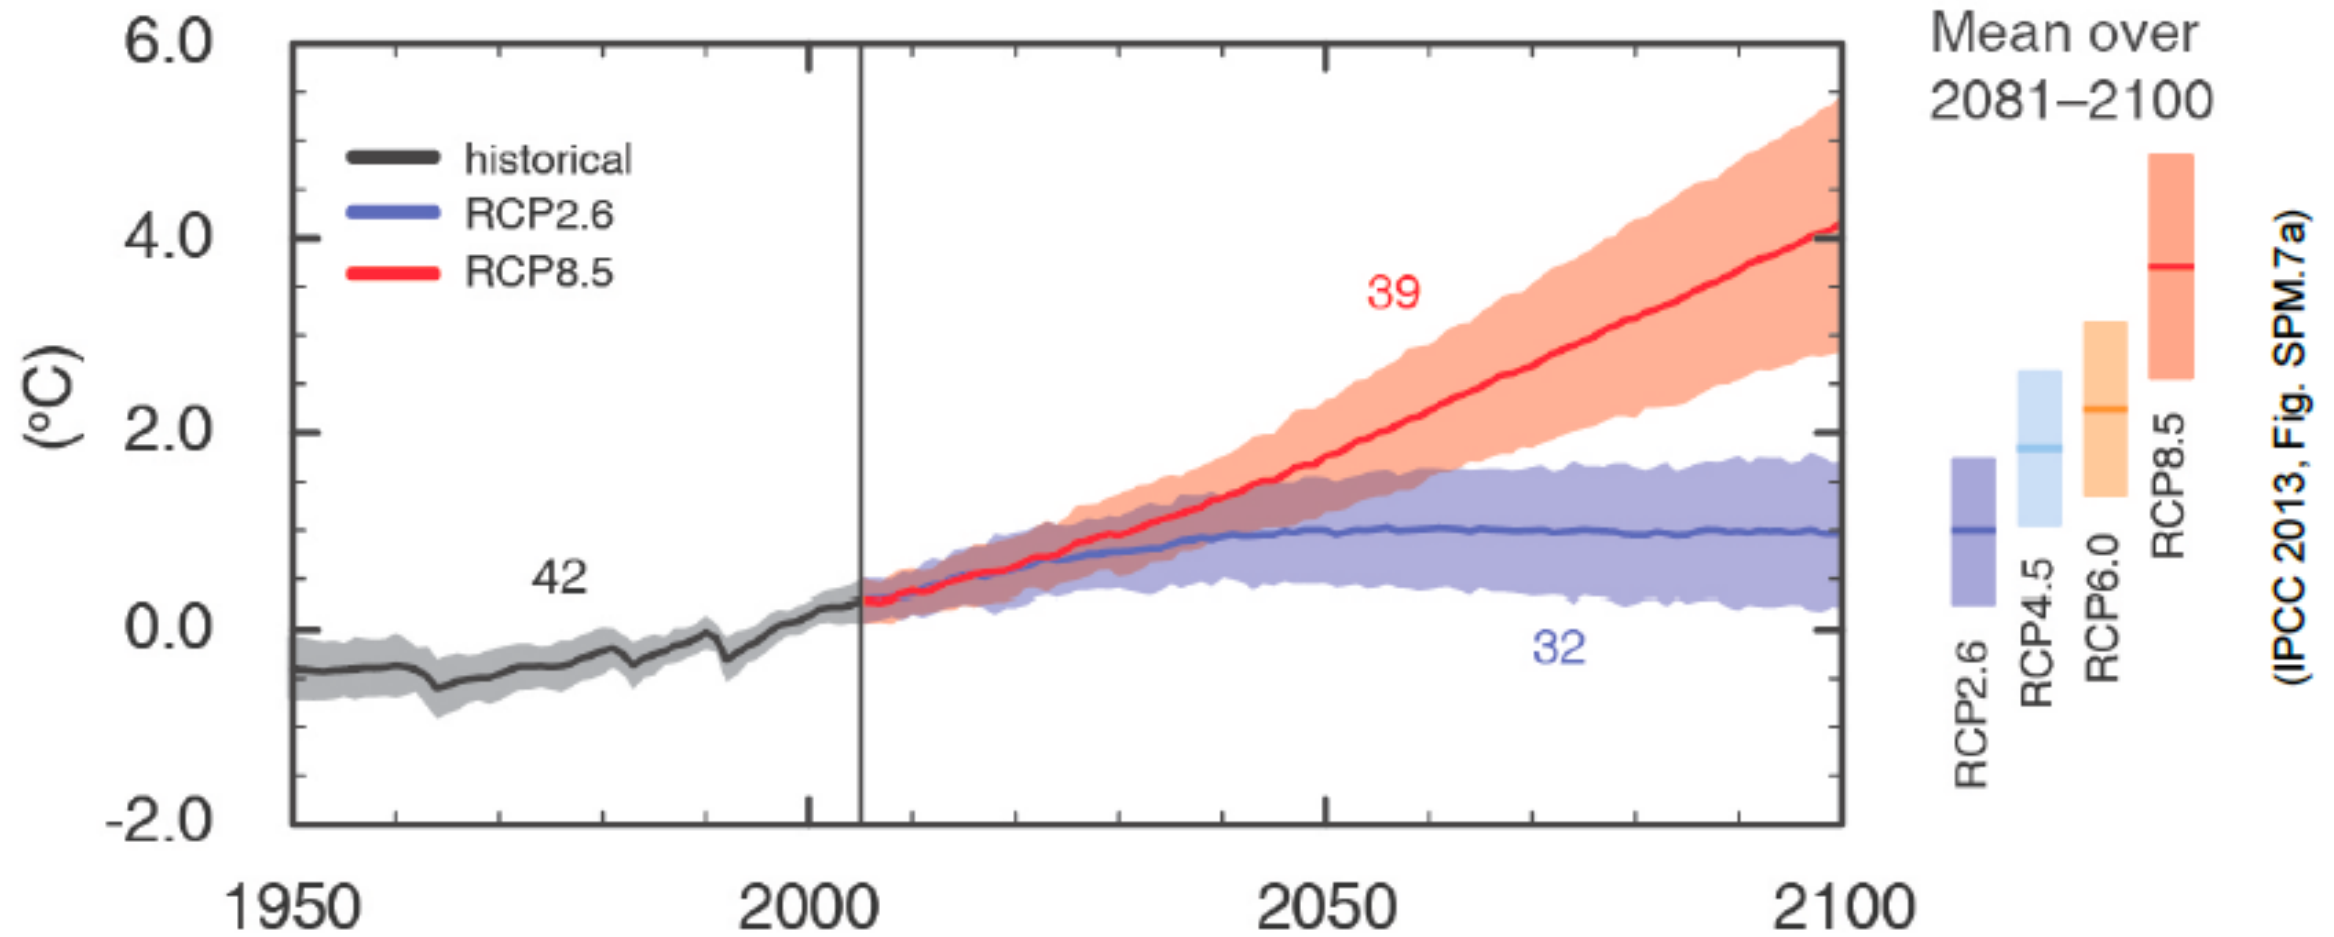 6.0
4.0
2.0
0.0
-2.0
(°C)
historical
RCP2.6
RCP8.5
42
39
32
1950
2000
2050
2100
Mean over
2081–2100
RCP2.6
RCP4.5
RCP6.0
RCP8.5
(IPCC 2013, Fig. SPM.7a)